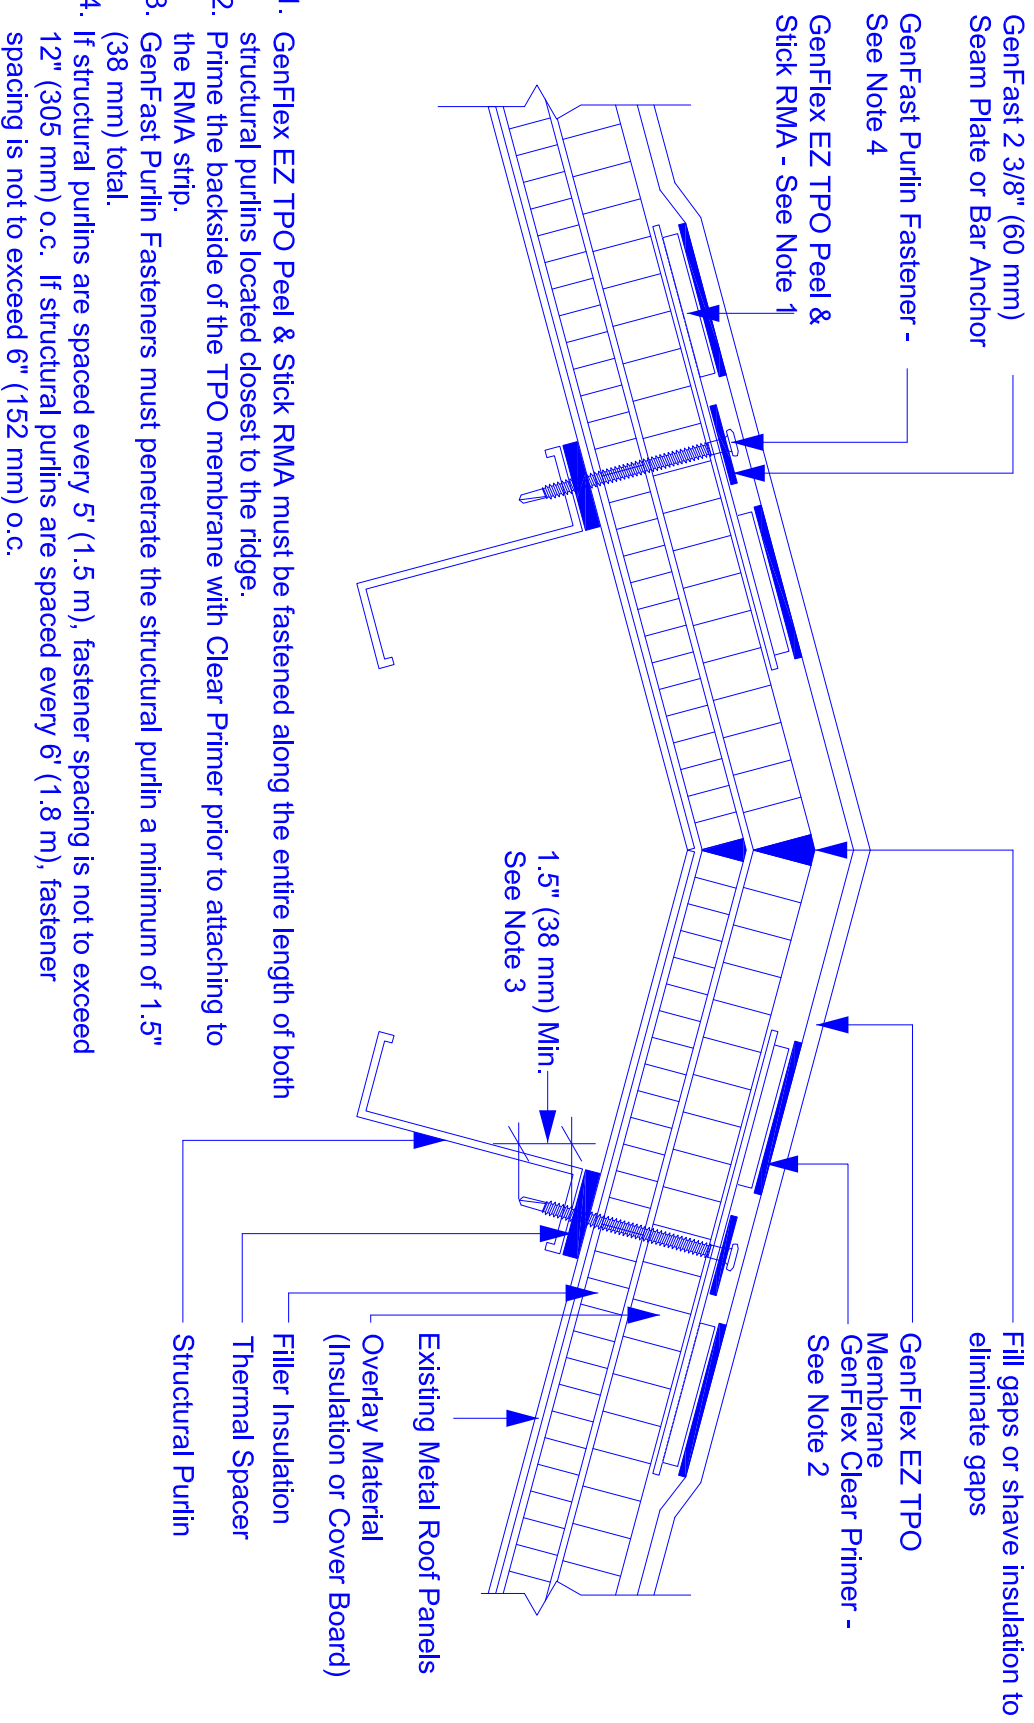 GenFast 2 3/8" (60 mm)
Seam Plate or Bar Anchor
GenFast Purlin Fastener -
See Note 4
GenFlex EZ TPO Peel &
Stick RMA - See Note 1
Fill gaps or shave insulation to
eliminate gaps
GenFlex EZ TPO
Membrane
GenFlex Clear Primer -
See Note 2
1.5" (38 mm) Min.
See Note 3
Existing Metal Roof Panels
Overlay Material
(Insulation or Cover Board)
Filler Insulation
Thermal Spacer
Structural Purlin
1. GenFlex EZ TPO Peel & Stick RMA must be fastened along the entire length of both
structural purlins located closest to the ridge.
2. Prime the backside of the TPO membrane with Clear Primer prior to attaching to
the RMA strip.
3. GenFast Purlin Fasteners must penetrate the structural purlin a minimum of 1.5"
(38 mm) total.
4. If structural purlins are spaced every 5' (1.5 m), fastener spacing is not to exceed
12" (305 mm) o.c. If structural purlins are spaced every 6' (1.8 m), fastener
spacing is not to exceed 6" (152 mm) o.c.